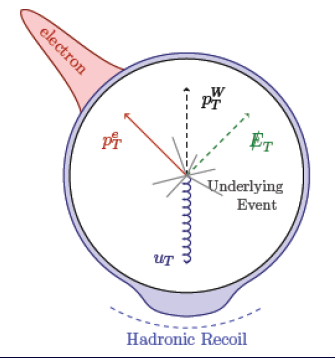 electron
p_T^W
p_T^e
E̸_T
Underlying
Event
u_T
Hadronic Recoil